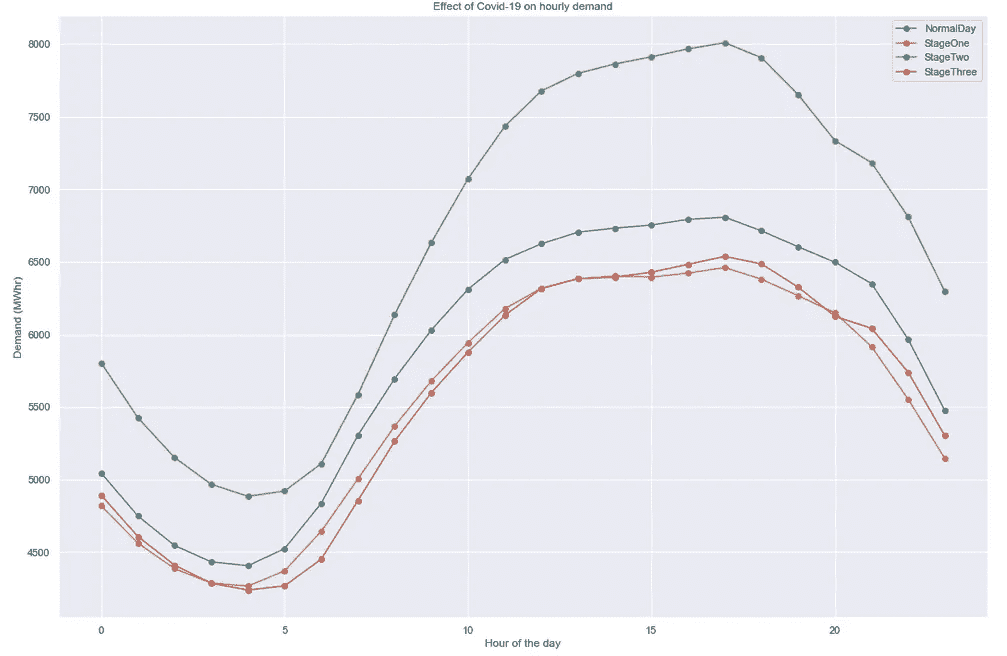 Effect of Covid-19 on hourly demand
NormalDay
StageOne
StageTwo
StageThree
Demand (MWhr)
8000
7500
7000
6500
6000
5500
5000
4500
0 5 10 15 20
Hour of the day